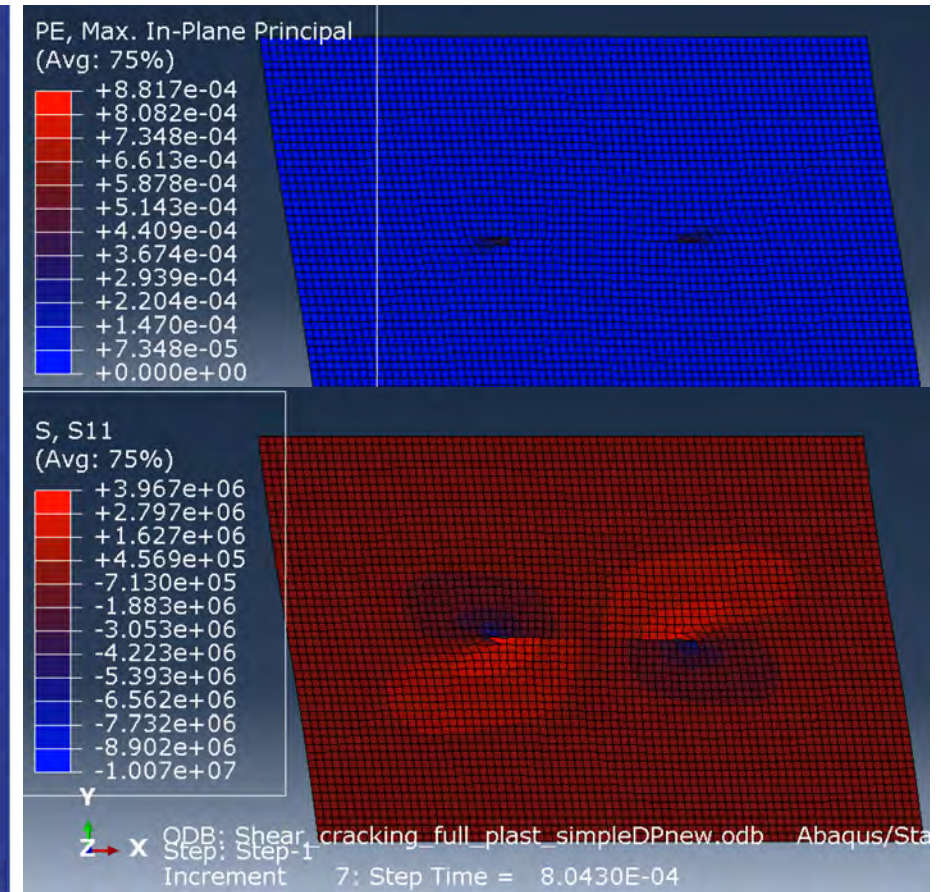 PE, Max. In-Plane Principal
(Avg: 75%)
+8.817e-04
+8.082e-04
+7.348e-04
+6.613e-04
+5.878e-04
+5.143e-04
+4.409e-04
+3.674e-04
+2.939e-04
+2.204e-04
+1.470e-04
+7.348e-05
+0.000e+00
S, S11
(Avg: 75%)
+3.967e+06
+2.797e+06
+1.627e+06
+4.569e+05
-7.130e+05
-1.883e+06
-3.053e+06
-4.223e+06
-5.393e+06
-6.562e+06
-7.732e+06
-8.902e+06
-1.007e+07
Y
Z X
ODB: Shear_cracking_full_plast_simpleDPnew.odb Abaqus/Sta
Step: Step-1
Increment 7: Step Time = 8.0430E-04